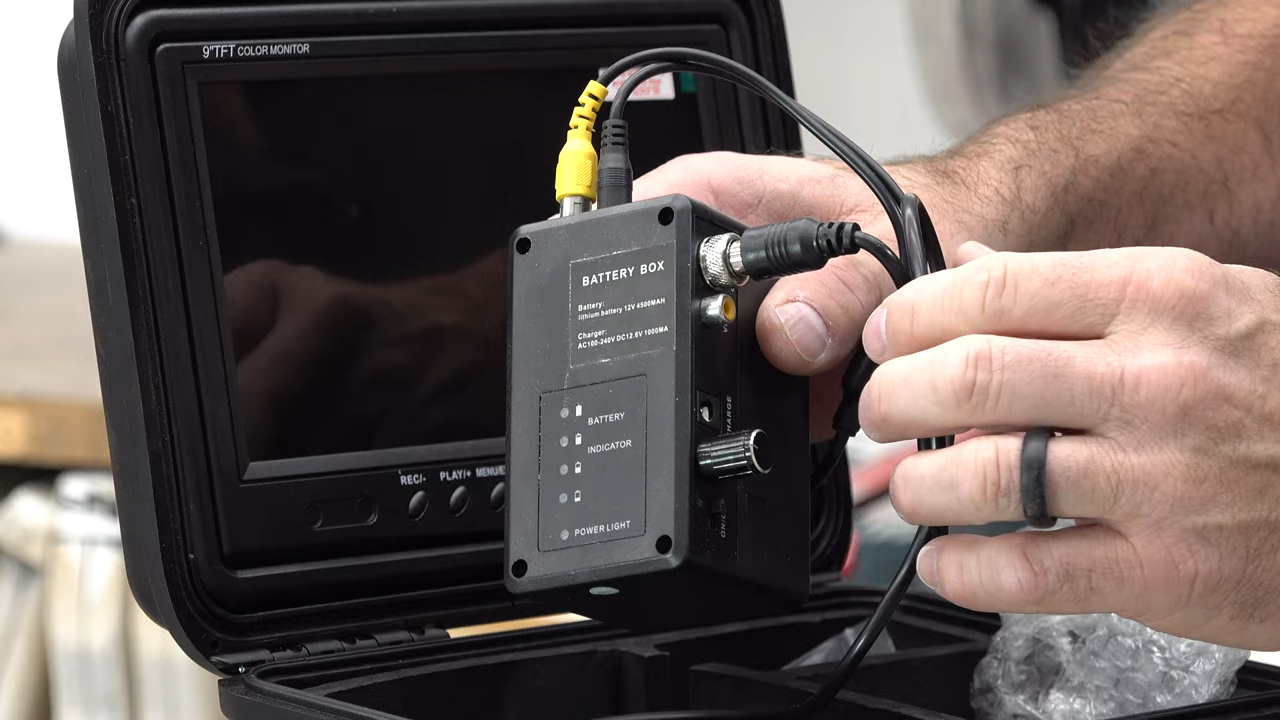 9"TFT COLOR MONITOR
BATTERY BOX
Battery:
lithium battery 12V 4500MAH
Charger:
AC100-240V DC12.6V 1000MA
BATTERY
INDICATOR
POWER LIGHT
REC/- PLAY/+